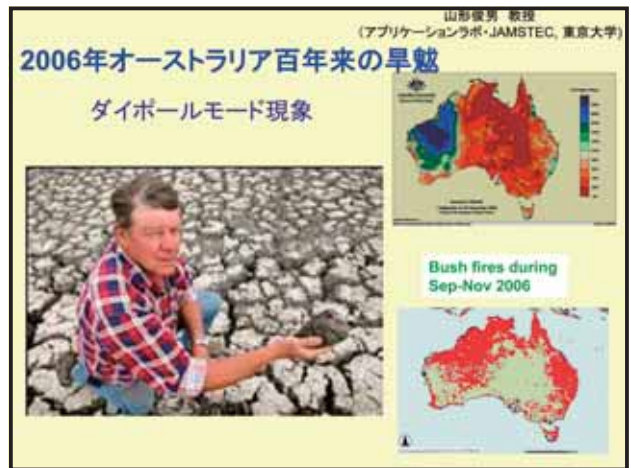 山形俊男 教授
(アプリケーションラボ・JAMSTEC, 東京大学)
2006年オーストラリア百年来の旱魃
ダイポールモード現象
Bush fires during
Sep-Nov 2006